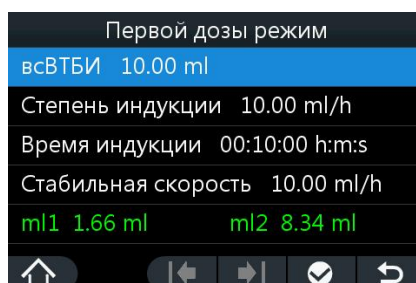 Первой дозы режим
всВТБИ 10.00 ml
Степень индукции 10.00 ml/h
Время индукции 00:10:00 h:m:s
Стабильная скорость 10.00 ml/h
ml1 1.66 ml ml2 8.34 ml